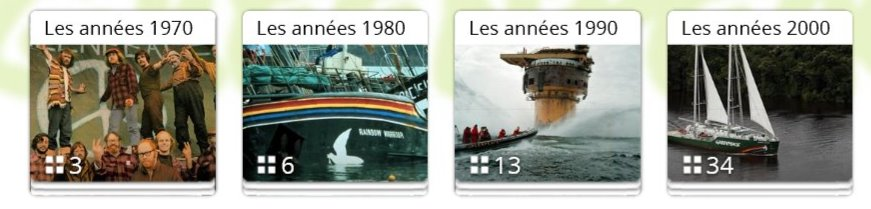 Les années 1970
Les années 1980
Les années 1990
Les années 2000
RAINBOW WARRIOR
GREENPEACE
3
6
13
34